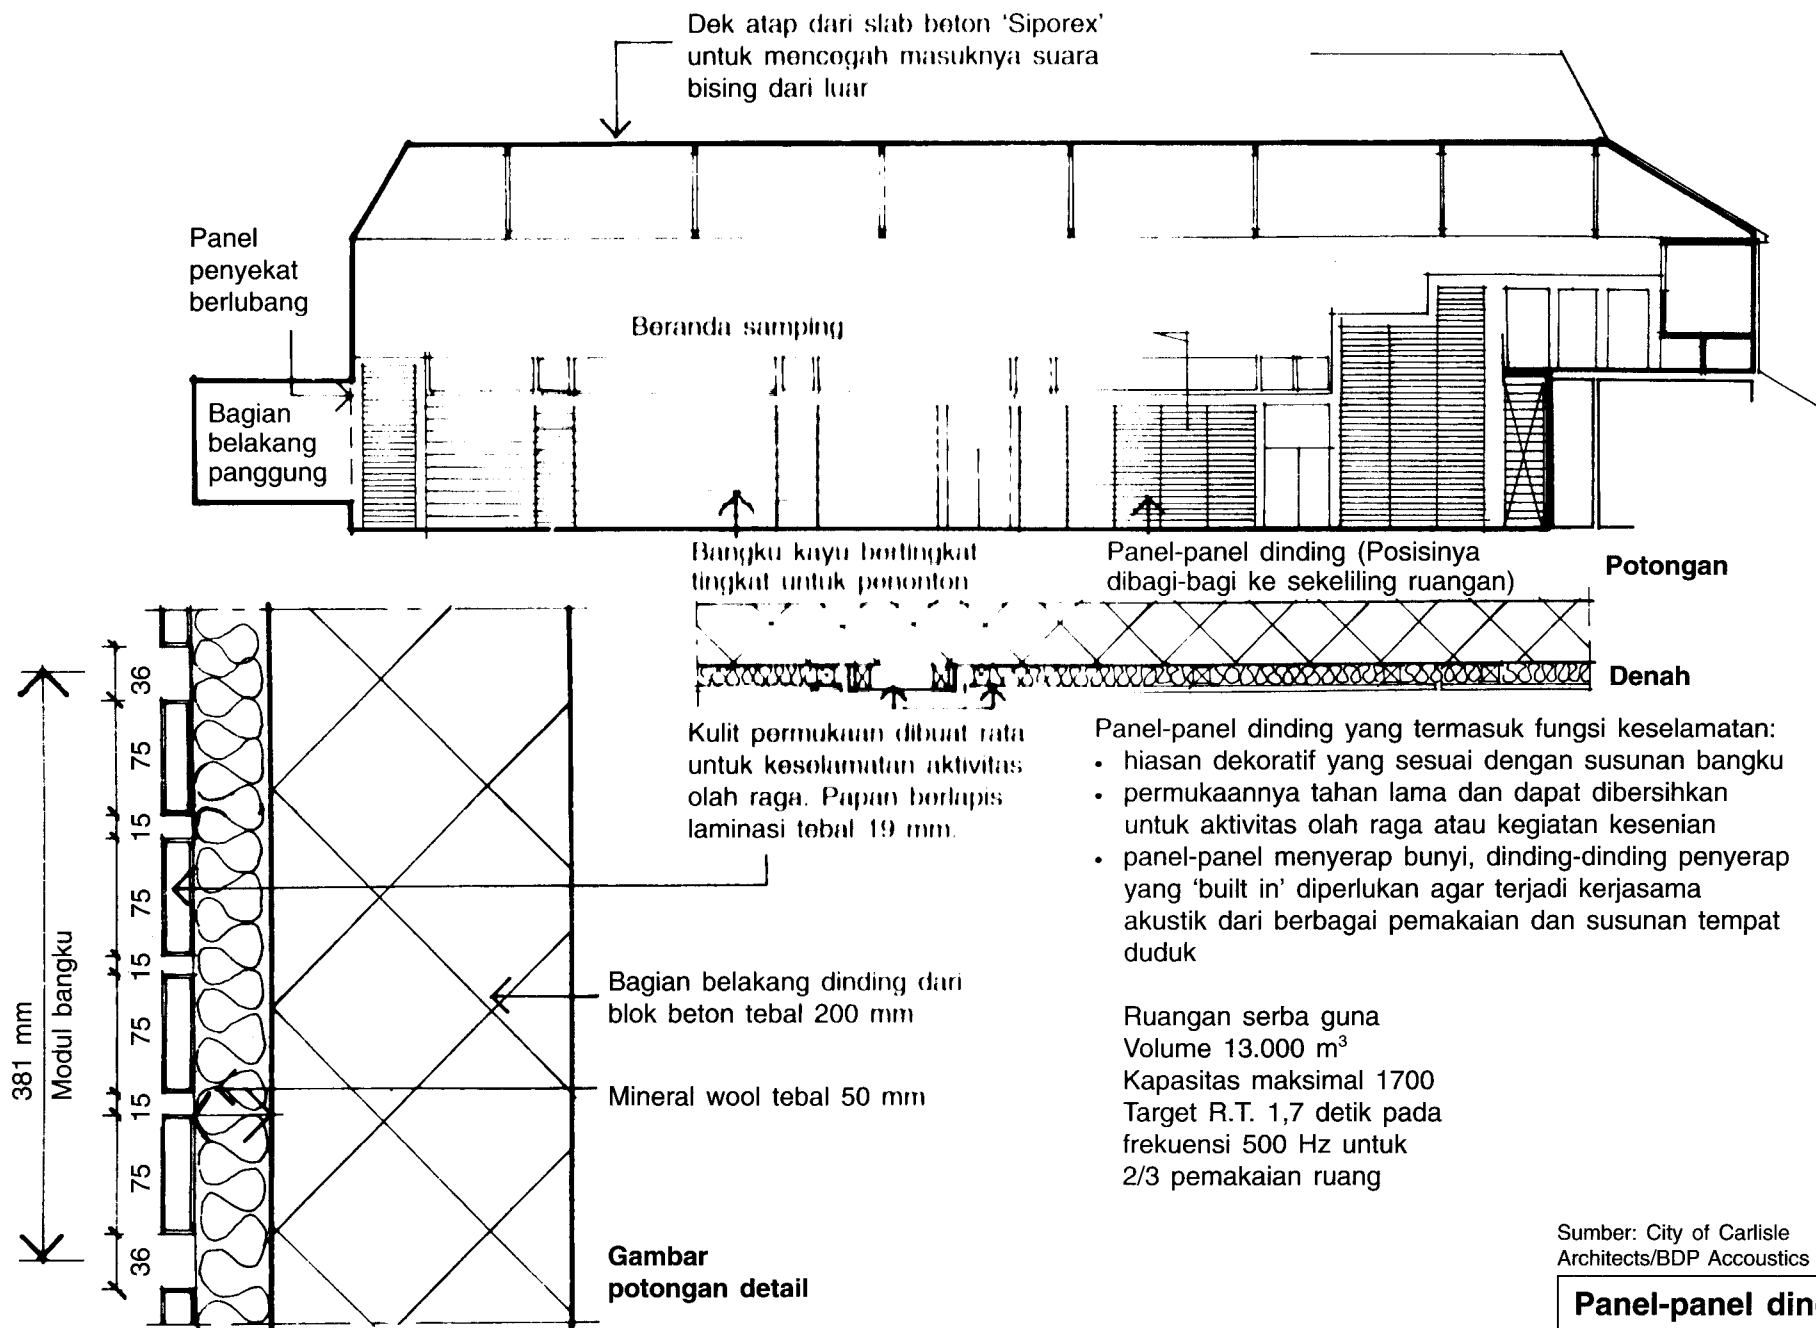 Dek atap dari slab beton ‘Siporex’
untuk mencogah masuknya suara
bising dari luar
Panel
penyekat
berlubang
Beranda samping
Bagian
belakang
panggung
Bangku kayu bertingkat
tingkat untuk penonton
Panel-panel dinding (Posisinya
dibagi-bagi ke sekeliling ruangan)
Potongan
Denah
Kulit permukaan dibuat rata
untuk kesolamatan aktivitas
olah raga. Papan berlapis
laminasi tebal 19 mm.
Panel-panel dinding yang termasuk fungsi keselamatan:
• hiasan dekoratif yang sesuai dengan susunan bangku
• permukaannya tahan lama dan dapat dibersihkan
untuk aktivitas olah raga atau kegiatan kesenian
• panel-panel menyerap bunyi, dinding-dinding penyerap
yang ‘built in’ diperlukan agar terjadi kerjasama
akustik dari berbagai pemakaian dan susunan tempat
duduk
36
75
15
75
15
75
15
75
36
381 mm
Modul bangku
Bagian belakang dinding dari
blok beton tebal 200 mm
Mineral wool tebal 50 mm
Ruangan serba guna
Volume 13.000 m³
Kapasitas maksimal 1700
Target R.T. 1,7 detik pada
frekuensi 500 Hz untuk
2/3 pemakaian ruang
Gambar
potongan detail
Sumber: City of Carlisle
Architects/BDP Accoustics
Panel-panel